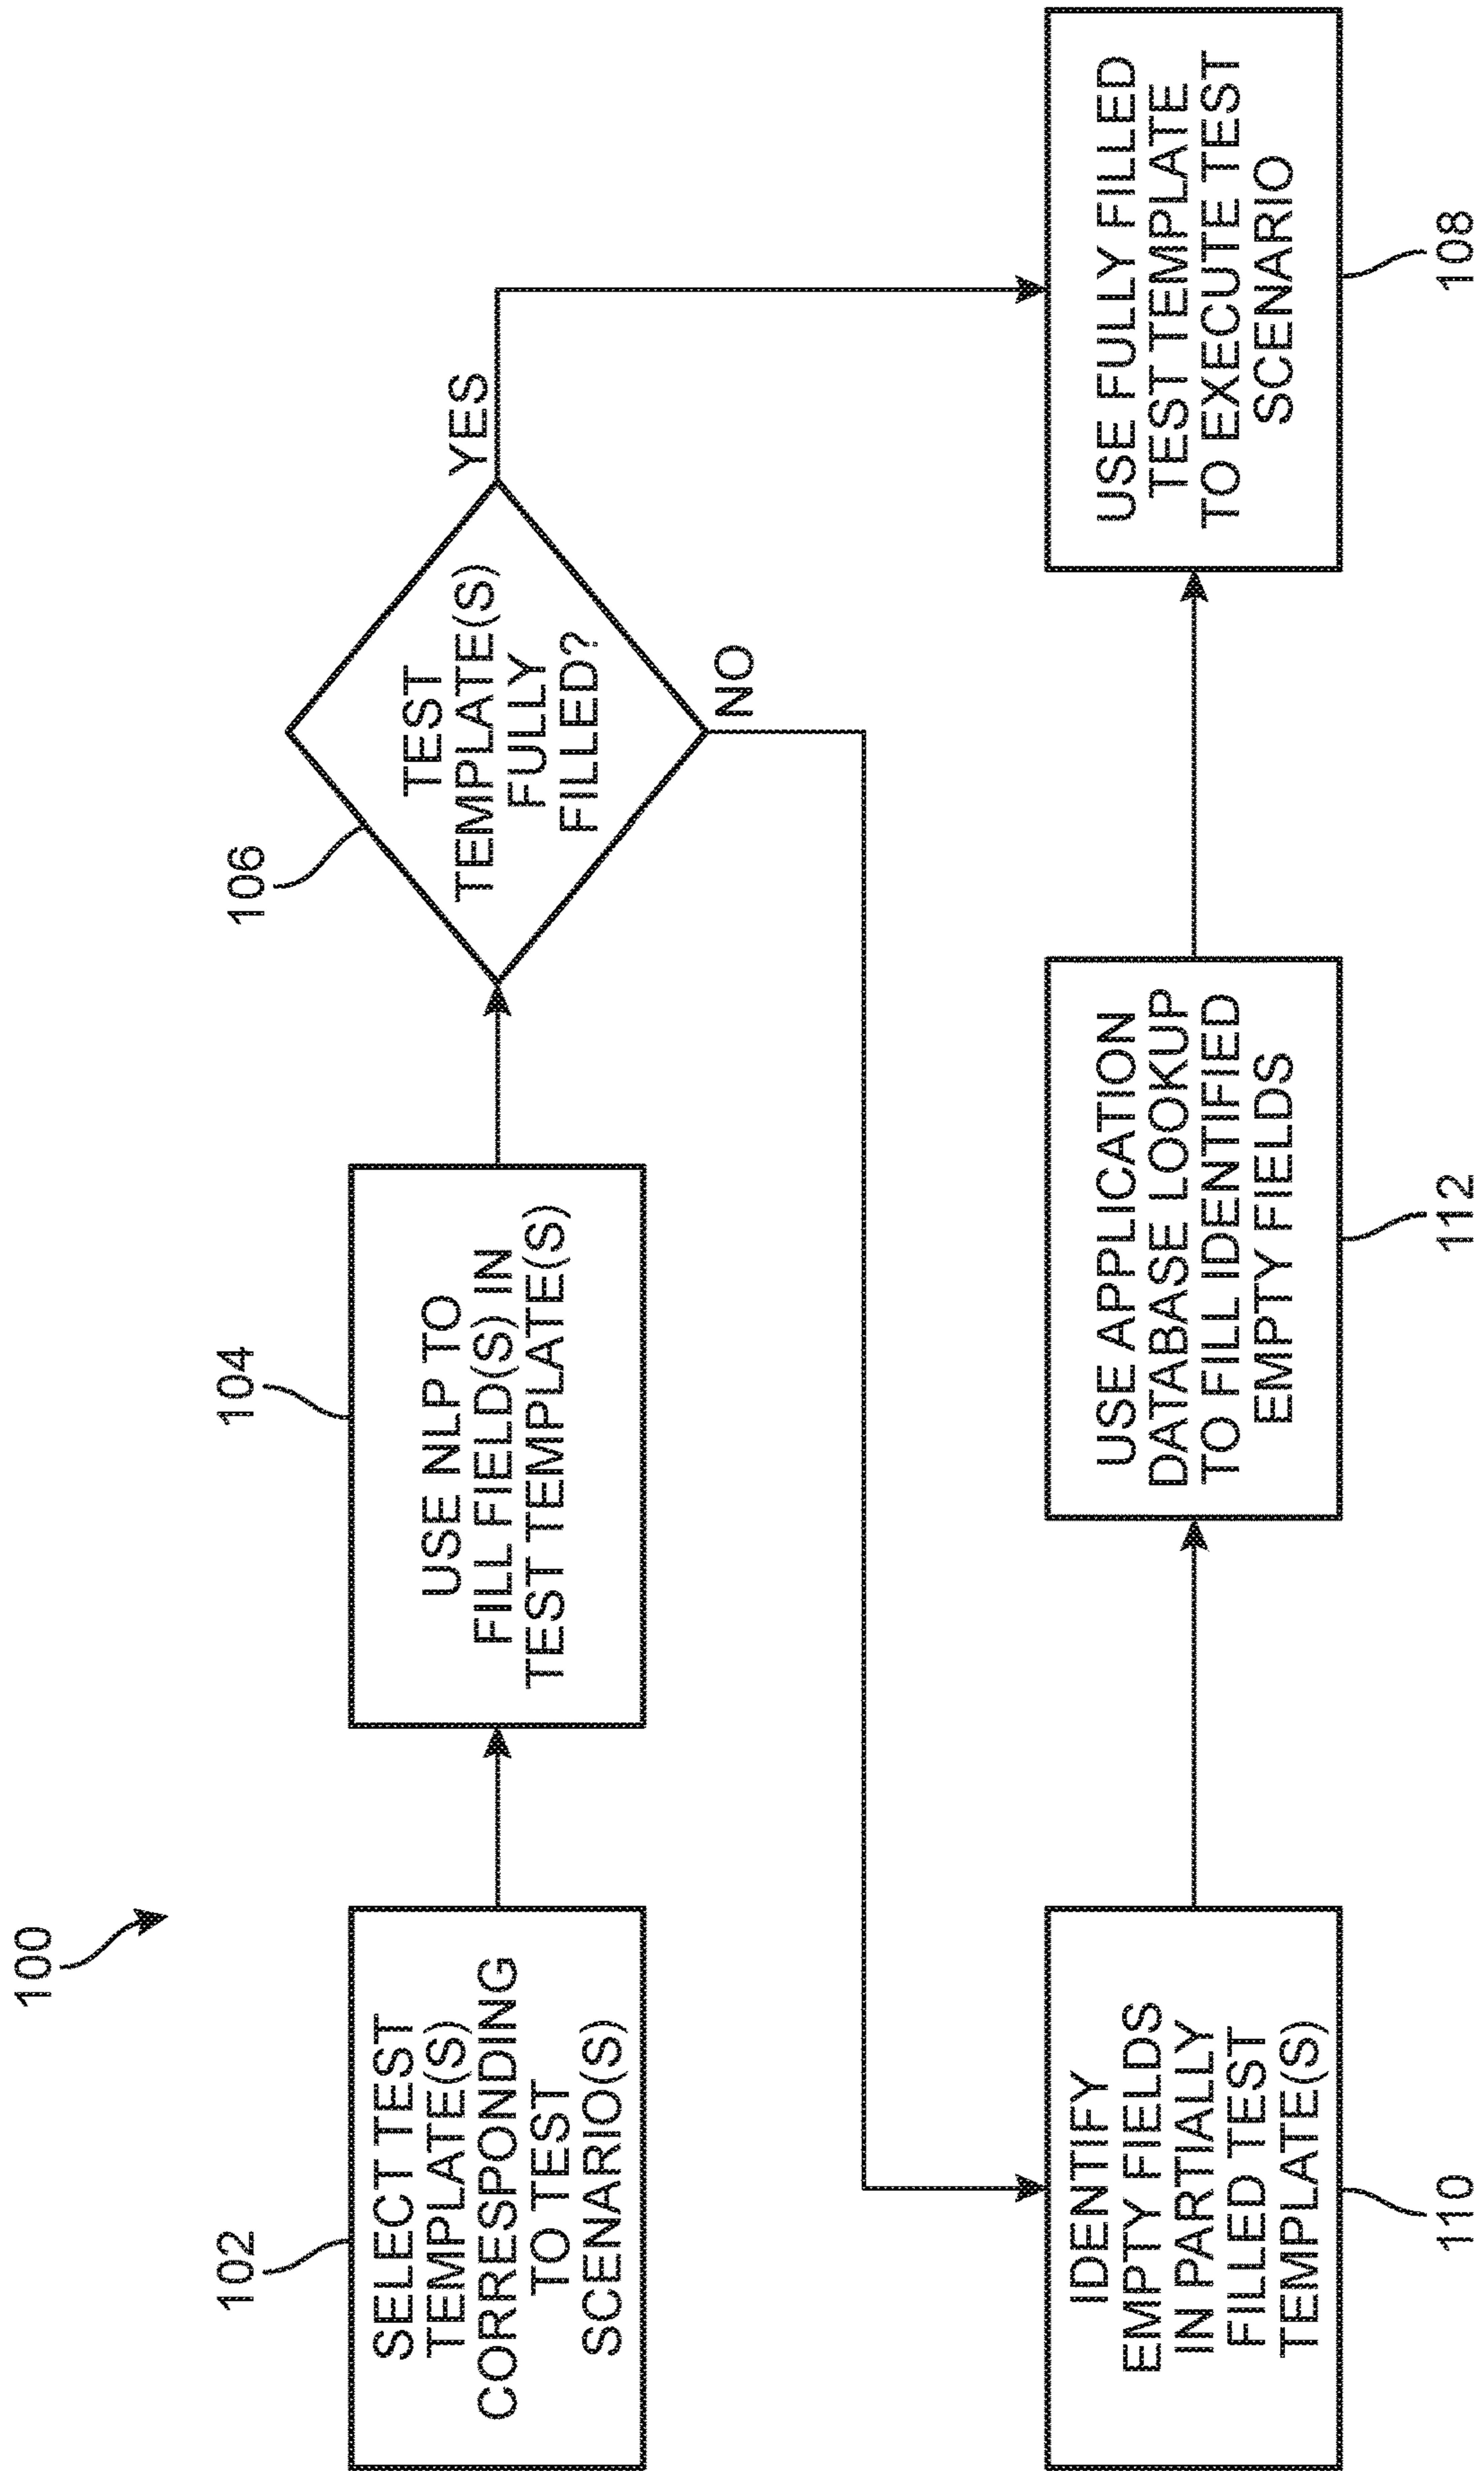 100
102
SELECT TEST
TEMPLATE(S)
CORRESPONDING
TO TEST
SCENARIO(S)
104
USE NLP TO
FILL FIELD(S) IN
TEST TEMPLATE(S)
106
TEST
TEMPLATE(S)
FULLY
FILLED?
YES
NO
IDENTIFY
EMPTY FIELDS
IN PARTIALLY
FILLED TEST
TEMPLATE(S)
110
USE APPLICATION
DATABASE LOOKUP
TO FILL IDENTIFIED
EMPTY FIELDS
112
USE FULLY FILLED
TEST TEMPLATE
TO EXECUTE TEST
SCENARIO
108